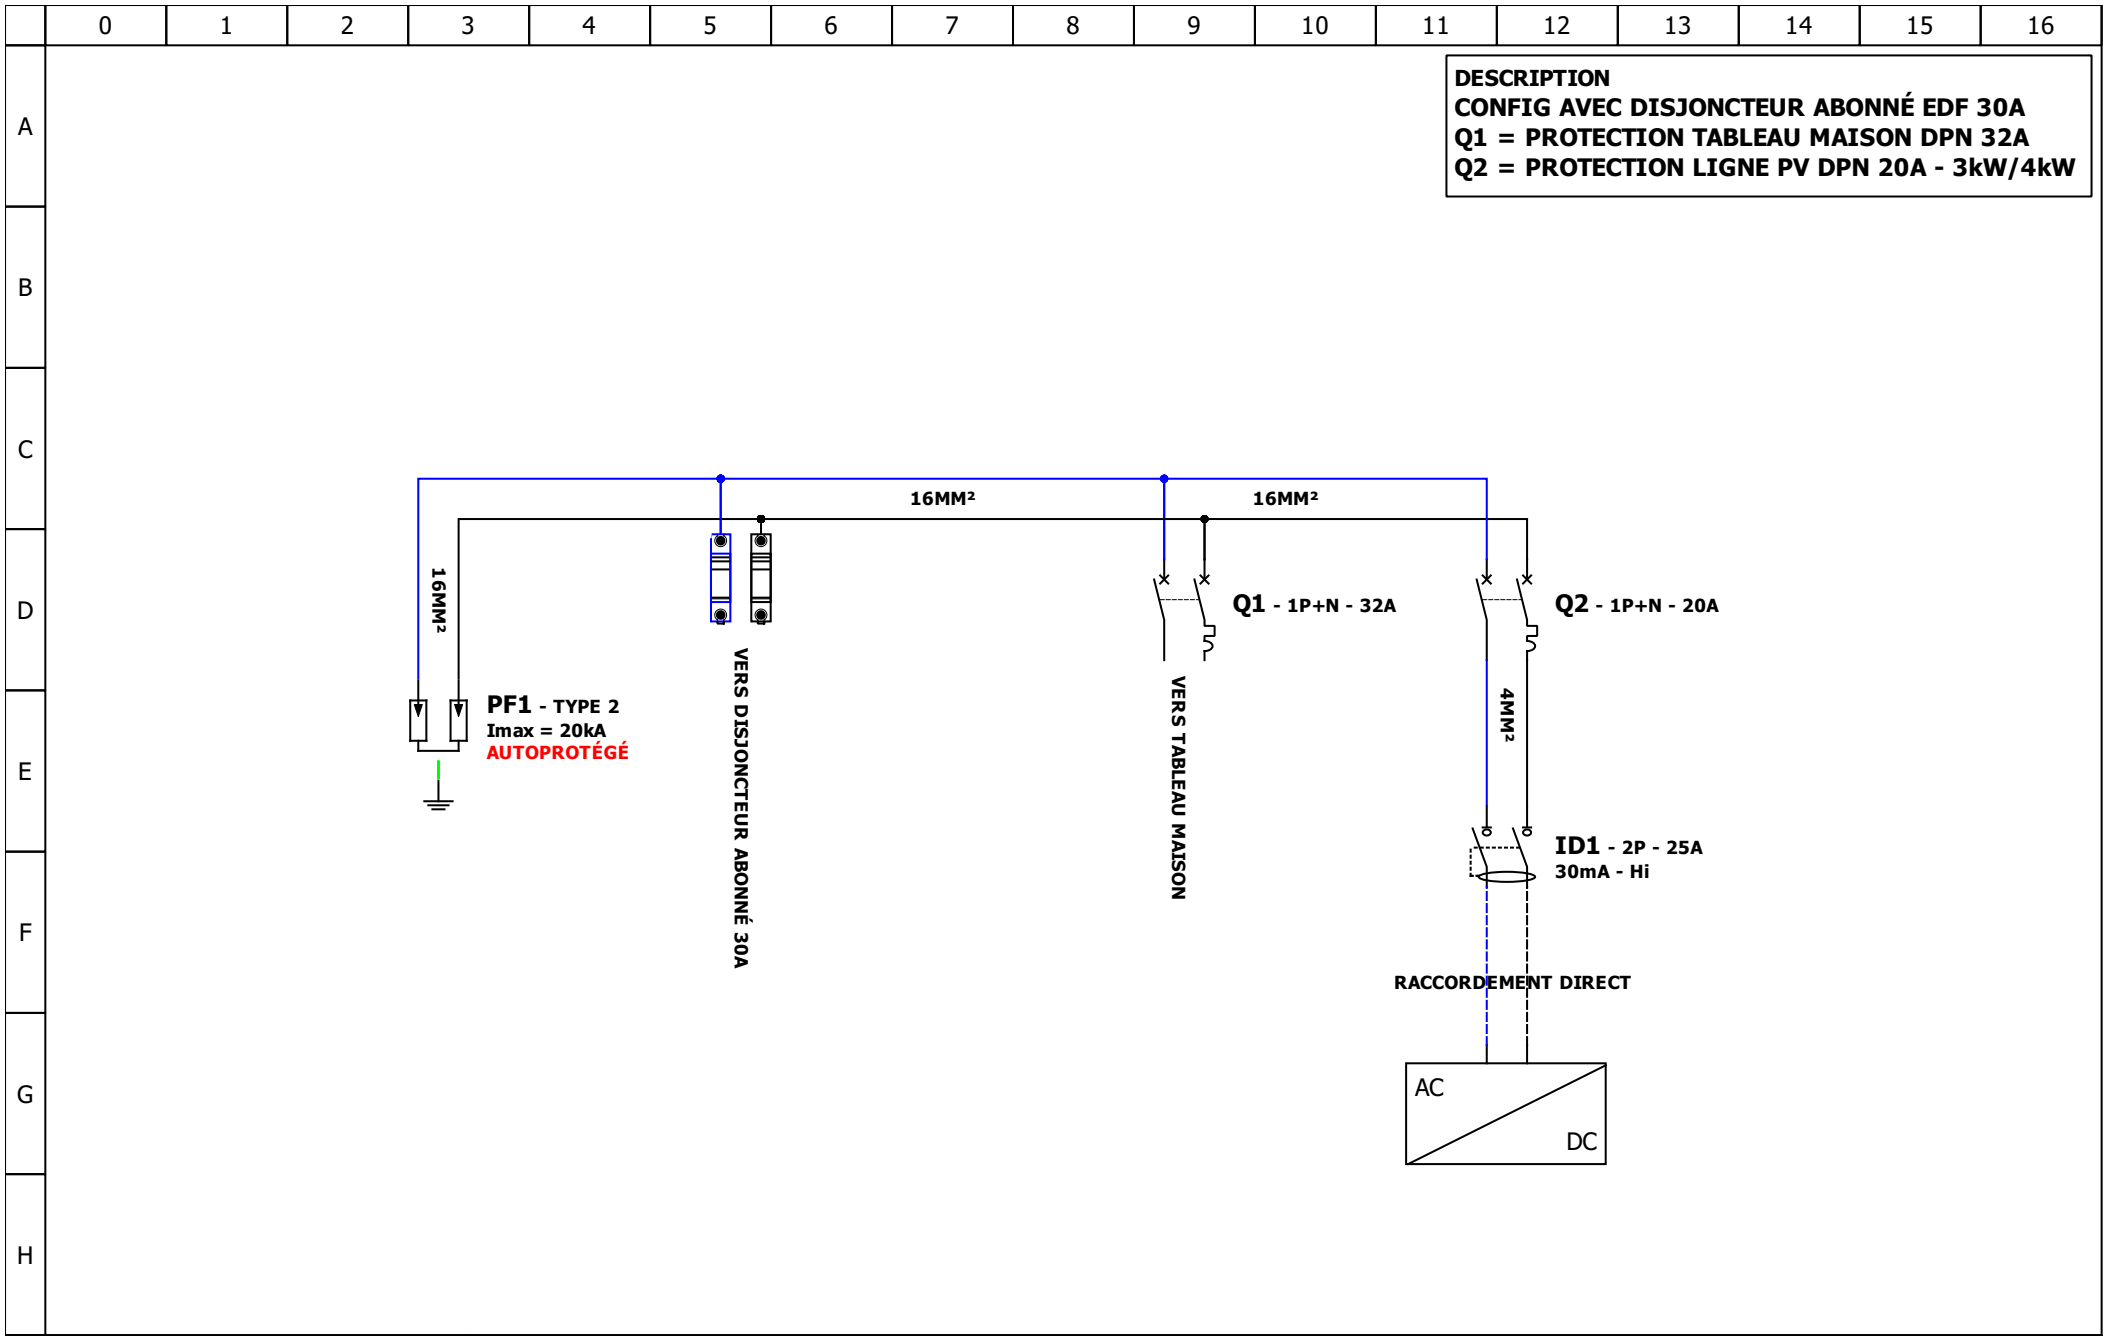 0 1 2 3 4 5 6 7 8 9 10 11 12 13 14 15 16
A
B
C
D
E
F
G
H
DESCRIPTION
CONFIG AVEC DISJONCTEUR ABONNÉ EDF 30A
Q1 = PROTECTION TABLEAU MAISON DPN 32A
Q2 = PROTECTION LIGNE PV DPN 20A - 3kW/4kW
16MM²
16MM²
16MM²
Q1 - 1P+N - 32A
Q2 - 1P+N - 20A
PF1 - TYPE 2
Imax = 20kA
AUTOPROTÉGÉ
VERS DISJONCTEUR ABONNÉ 30A
VERS TABLEAU MAISON
4MM²
ID1 - 2P - 25A
30mA - Hi
RACCORDEMENT DIRECT
AC
DC